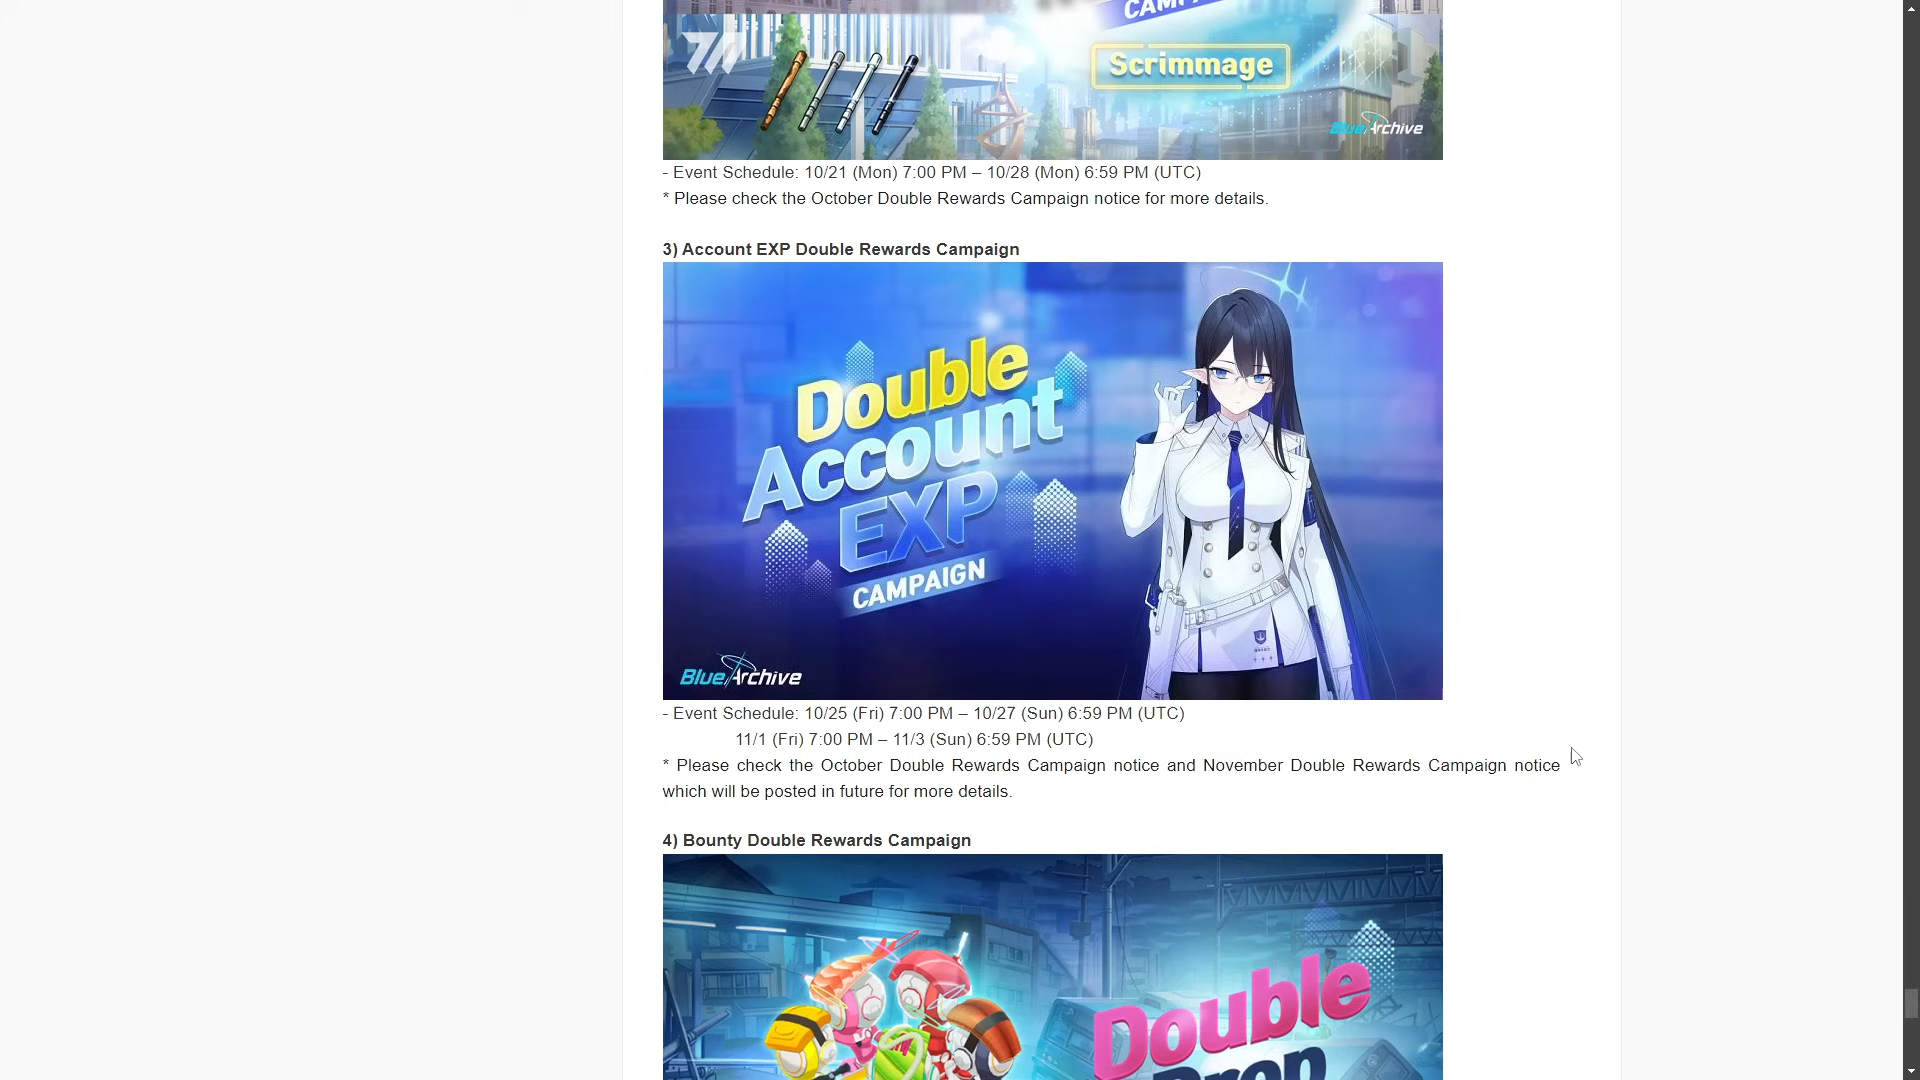 CAMPAIGN
Scrimmage
Blue Archive
- Event Schedule: 10/21 (Mon) 7:00 PM – 10/28 (Mon) 6:59 PM (UTC)
* Please check the October Double Rewards Campaign notice for more details.
3) Account EXP Double Rewards Campaign
Double
Account
EXP
CAMPAIGN
Blue Archive
- Event Schedule: 10/25 (Fri) 7:00 PM – 10/27 (Sun) 6:59 PM (UTC)
11/1 (Fri) 7:00 PM – 11/3 (Sun) 6:59 PM (UTC)
* Please check the October Double Rewards Campaign notice and November Double Rewards Campaign notice
which will be posted in future for more details.
4) Bounty Double Rewards Campaign
Double
Drop